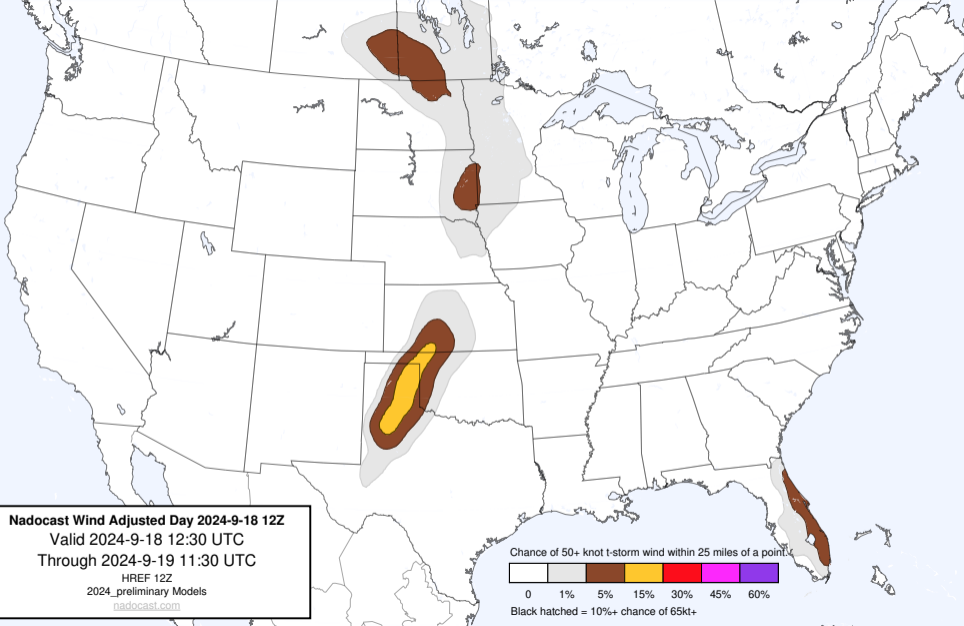 Nadocast Wind Adjusted Day 2024-9-18 12Z
Valid 2024-9-18 12:30 UTC
Through 2024-9-19 11:30 UTC
HREF 12Z
2024_preliminary Models
nadocast.com
Chance of 50+ knot t-storm wind within 25 miles of a point.
0 1% 5% 15% 30% 45% 60%
Black hatched = 10%+ chance of 65kt+